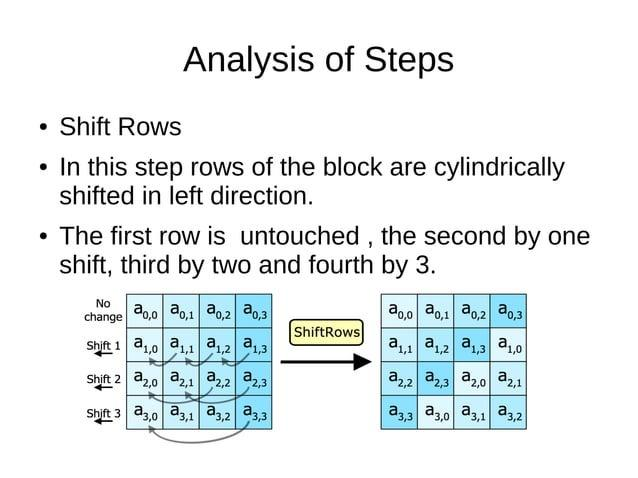 Analysis of Steps
• Shift Rows
• In this step rows of the block are cylindrically
shifted in left direction.
• The first row is  untouched , the second by one
shift, third by two and fourth by 3.
No
change
a0,0 a0,1 a0,2 a0,3
Shift 1
a1,0 a1,1 a1,2 a1,3
Shift 2
a2,0 a2,1 a2,2 a2,3
Shift 3
a3,0 a3,1 a3,2 a3,3
ShiftRows
a0,0 a0,1 a0,2 a0,3
a1,1 a1,2 a1,3 a1,0
a2,2 a2,3 a2,0 a2,1
a3,3 a3,0 a3,1 a3,2